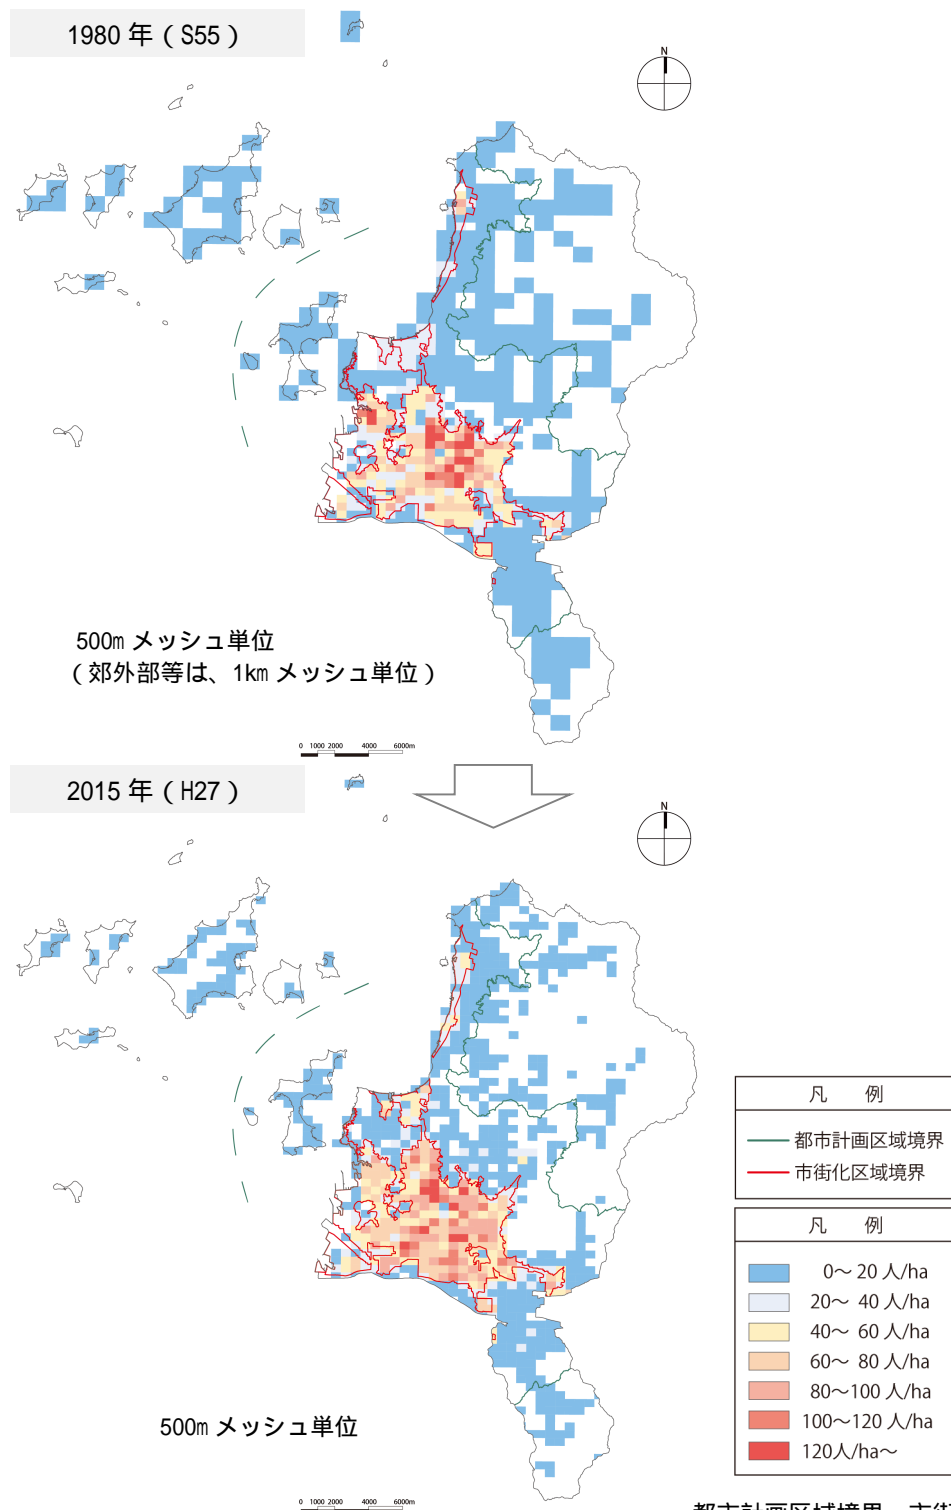 1980 年（S55）
N
500m メッシュ単位
（郊外部等は、1km メッシュ単位）
0 1000 2000 4000 6000m
2015 年（H27）
N
凡 例
都市計画区域境界
市街化区域境界
凡 例
0～ 20 人/ha
20～ 40 人/ha
40～ 60 人/ha
60～ 80 人/ha
80～100 人/ha
100～120 人/ha
120人/ha～
500m メッシュ単位
0 1000 2000 4000 6000m